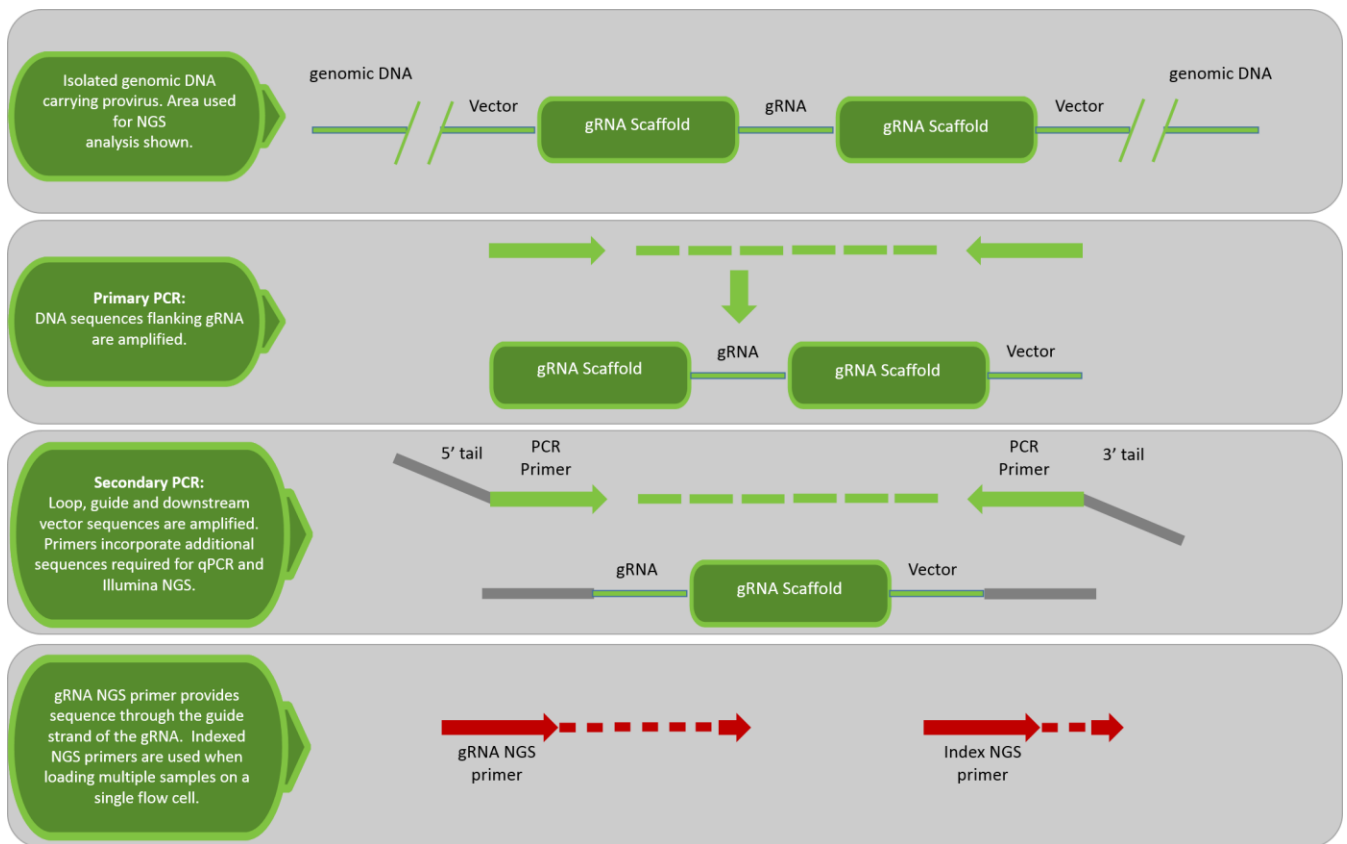 Isolated genomic DNA
carrying provirus. Area used
for NGS
analysis shown.
genomic DNA
Vector
gRNA Scaffold
gRNA
gRNA Scaffold
Vector
genomic DNA
Primary PCR:
DNA sequences flanking gRNA
are amplified.
gRNA Scaffold
gRNA
gRNA Scaffold
Vector
Secondary PCR:
Loop, guide and downstream
vector sequences are amplified.
Primers incorporate additional
sequences required for qPCR and
Illumina NGS.
5’ tail
PCR
Primer
PCR
Primer
3’ tail
gRNA
gRNA Scaffold
Vector
gRNA NGS primer provides
sequence through the guide
strand of the gRNA.  Indexed
NGS primers are used when
loading multiple samples on a
single flow cell.
gRNA NGS
primer
Index NGS
primer